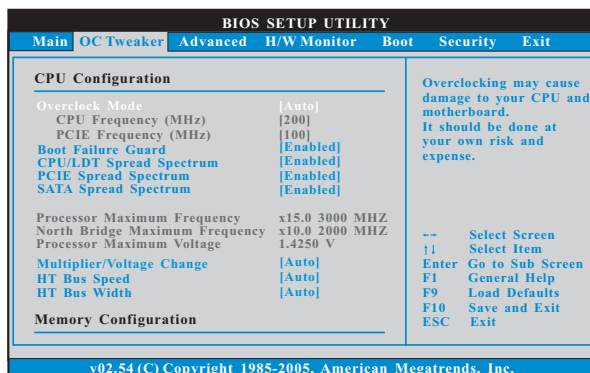 BIOS SETUP UTILITY
Main OC Tweaker Advanced H/W Monitor Boot Security Exit
CPU Configuration
Overclock Mode [Auto]
CPU Frequency (MHz) [200]
PCIE Frequency (MHz) [100]
Boot Failure Guard [Enabled]
CPU/LDT Spread Spectrum [Enabled]
PCIE Spread Spectrum [Enabled]
SATA Spread Spectrum [Enabled]
Processor Maximum Frequency x15.0 3000 MHZ
North Bridge Maximum Frequency x10.0 2000 MHZ
Processor Maximum Voltage 1.4250 V
Multiplier/Voltage Change [Auto]
HT Bus Speed [Auto]
HT Bus Width [Auto]
Memory Configuration
Overclocking may cause
damage to your CPU and
motherboard.
It should be done at
your own risk and
expense.
←→ Select Screen
↑↓ Select Item
Enter Go to Sub Screen
F1 General Help
F9 Load Defaults
F10 Save and Exit
ESC Exit
v02.54 (C) Copyright 1985-2005, American Megatrends, Inc.